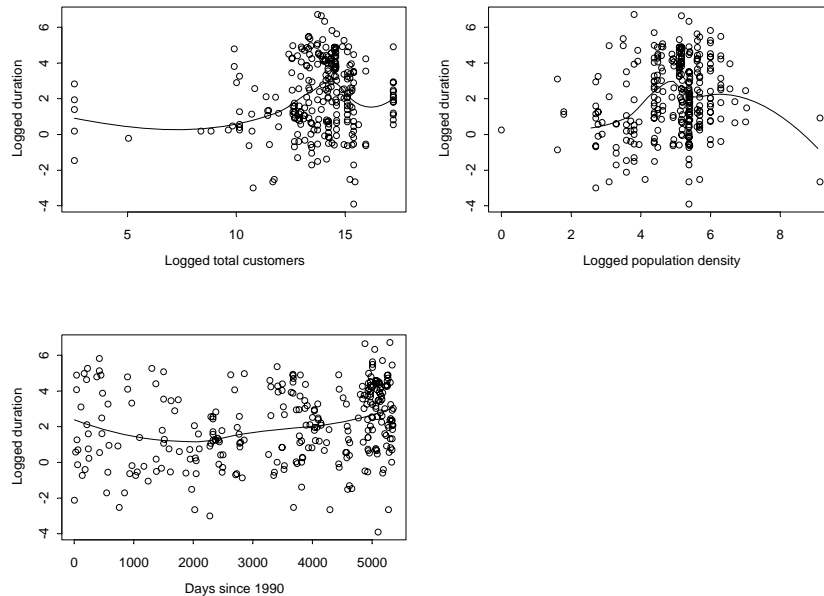 6
4
2
0
-2
-4
Logged duration
5 10 15
Logged total customers
6
4
2
0
-2
-4
Logged duration
0 2 4 6 8
Logged population density
6
4
2
0
-2
-4
Logged duration
0 1000 2000 3000 4000 5000
Days since 1990